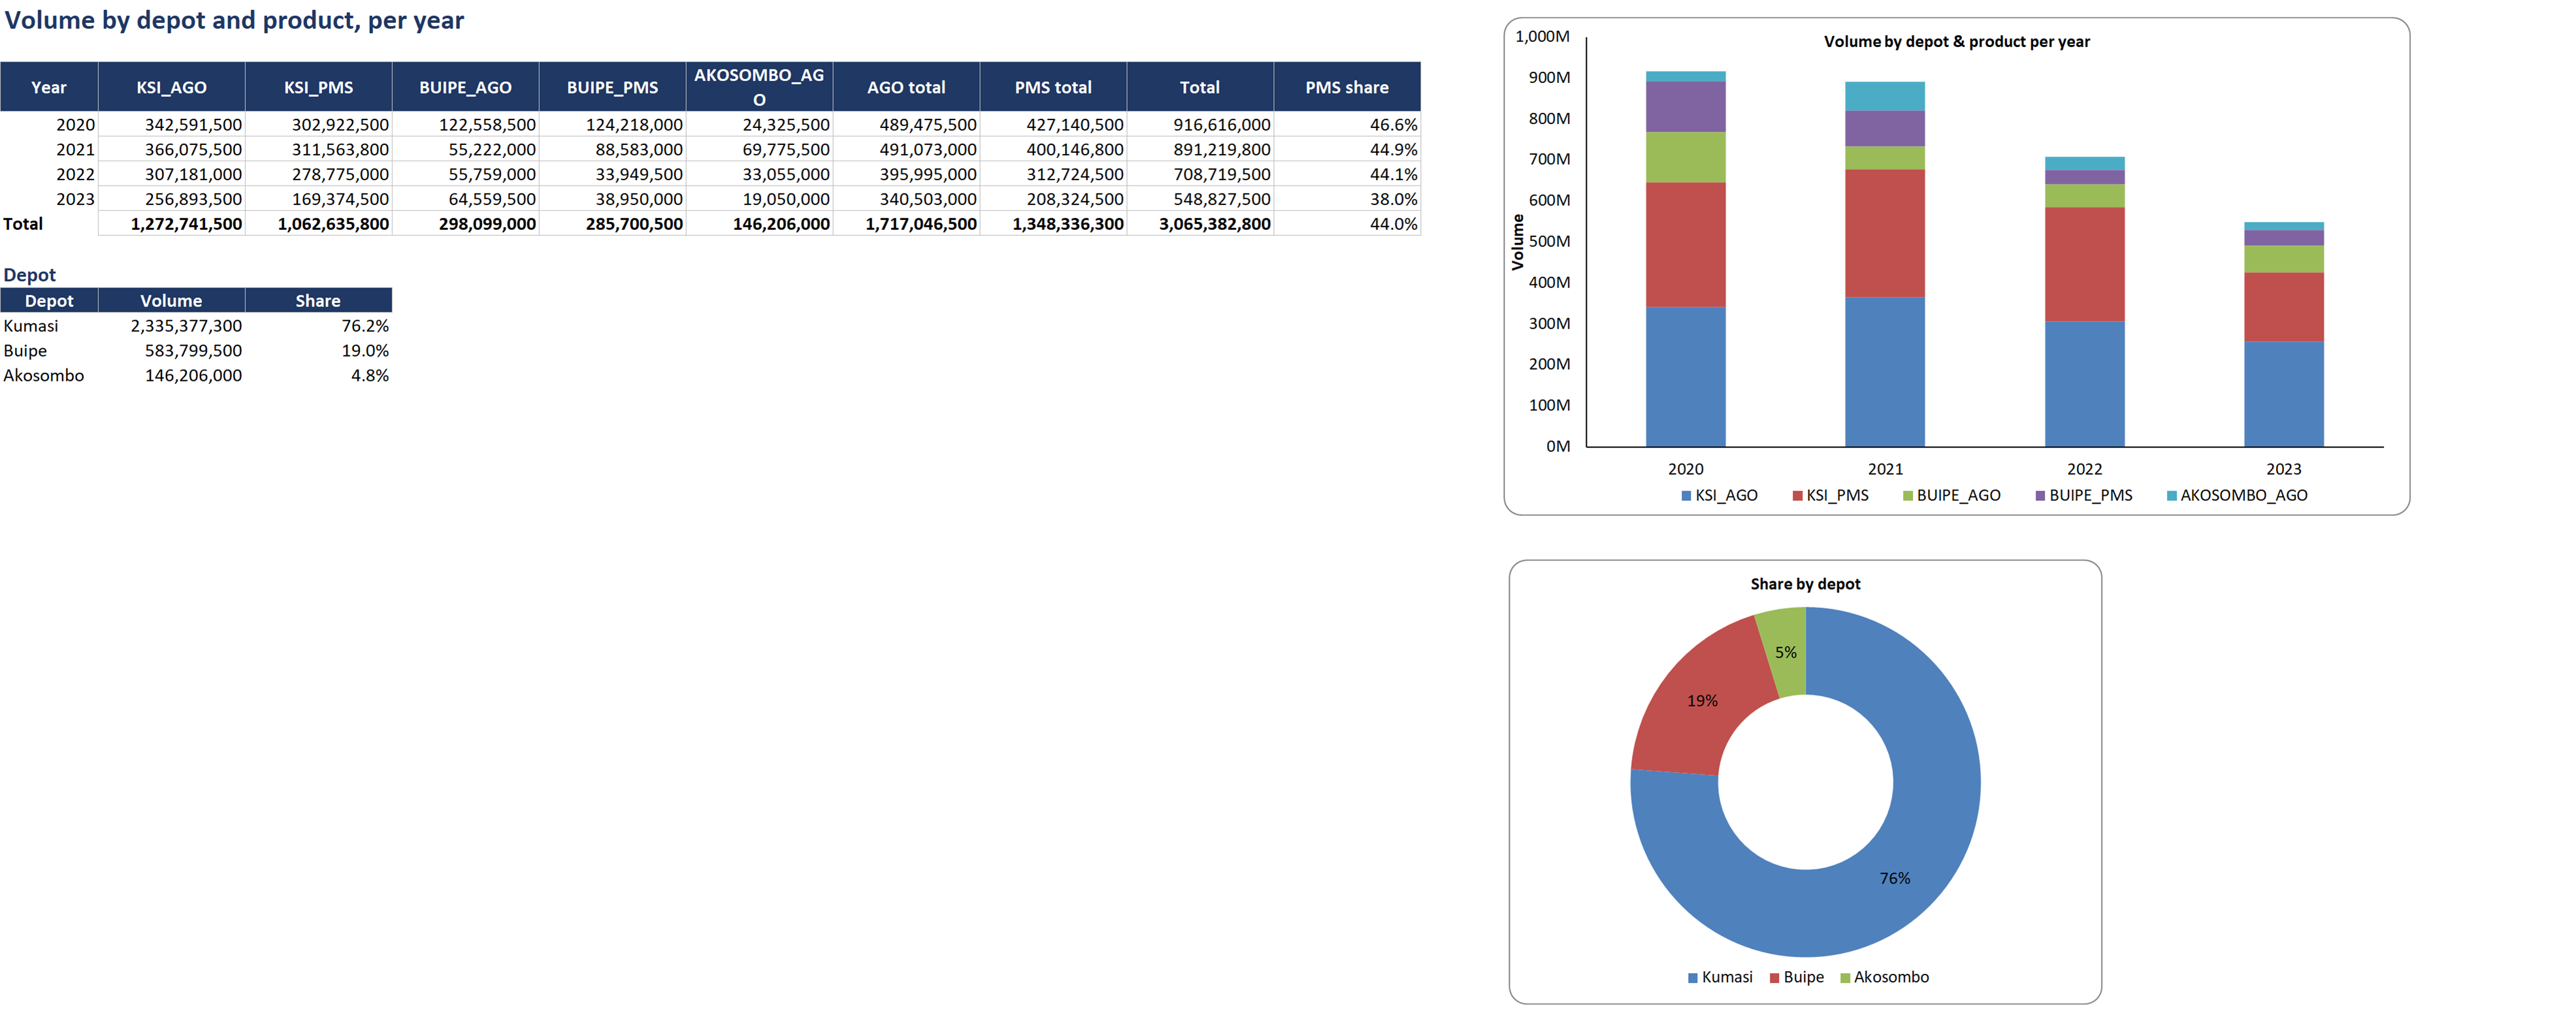 Volume by depot and product, per year
Year KSI_AGO KSI_PMS BUIPE_AGO BUIPE_PMS AKOSOMBO_AG
O AGO total PMS total Total PMS share
2020 342,591,500 302,922,500 122,558,500 124,218,000 24,325,500 489,475,500 427,140,500 916,616,000 46.6%
2021 366,075,500 311,563,800 55,222,000 88,583,000 69,775,500 491,073,000 400,146,800 891,219,800 44.9%
2022 307,181,000 278,775,000 55,759,000 33,949,500 33,055,000 395,995,000 312,724,500 708,719,500 44.1%
2023 256,893,500 169,374,500 64,559,500 38,950,000 19,050,000 340,503,000 208,324,500 548,827,500 38.0%
Total 1,272,741,500 1,062,635,800 298,099,000 285,700,500 146,206,000 1,717,046,500 1,348,336,300 3,065,382,800 44.0%
Depot
Depot Volume Share
Kumasi 2,335,377,300 76.2%
Buipe 583,799,500 19.0%
Akosombo 146,206,000 4.8%
Volume by depot & product per year
Volume
1,000M
900M
800M
700M
600M
500M
400M
300M
200M
100M
0M
2020 2021 2022 2023
KSI_AGO KSI_PMS BUIPE_AGO BUIPE_PMS AKOSOMBO_AGO
Share by depot
5%
19%
76%
Kumasi Buipe Akosombo